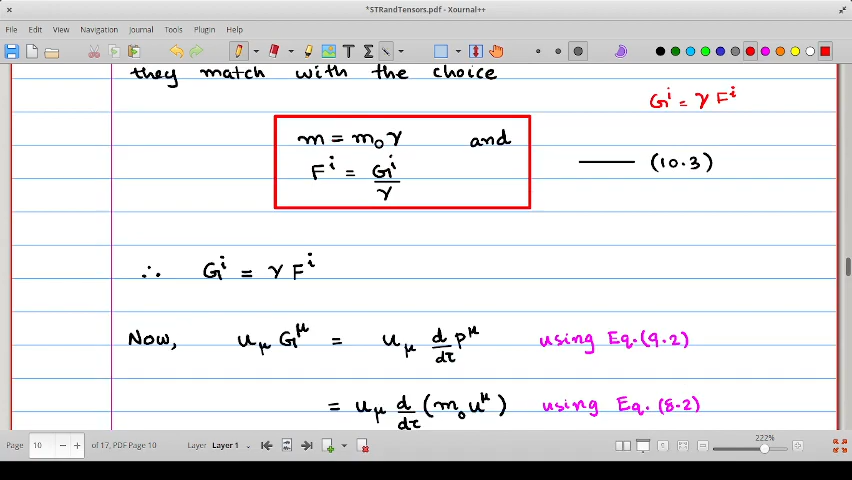 *STRandTensors.pdf - Xournal++
File Edit View Navigation Journal Tools Plugin Help
they match with the choice
Gⁱ = γ Fⁱ
m = m₀γ and
Fⁱ = Gⁱ/γ
(10.3)
∴ Gⁱ = γ Fⁱ
Now, u_μ G^μ = u_μ d/dτ p^μ using Eq.(9.2)
= u_μ d/dτ (m₀ u^μ) using Eq.(8.2)
222%
Page 10 of 17, PDF Page 10 Layer Layer 1